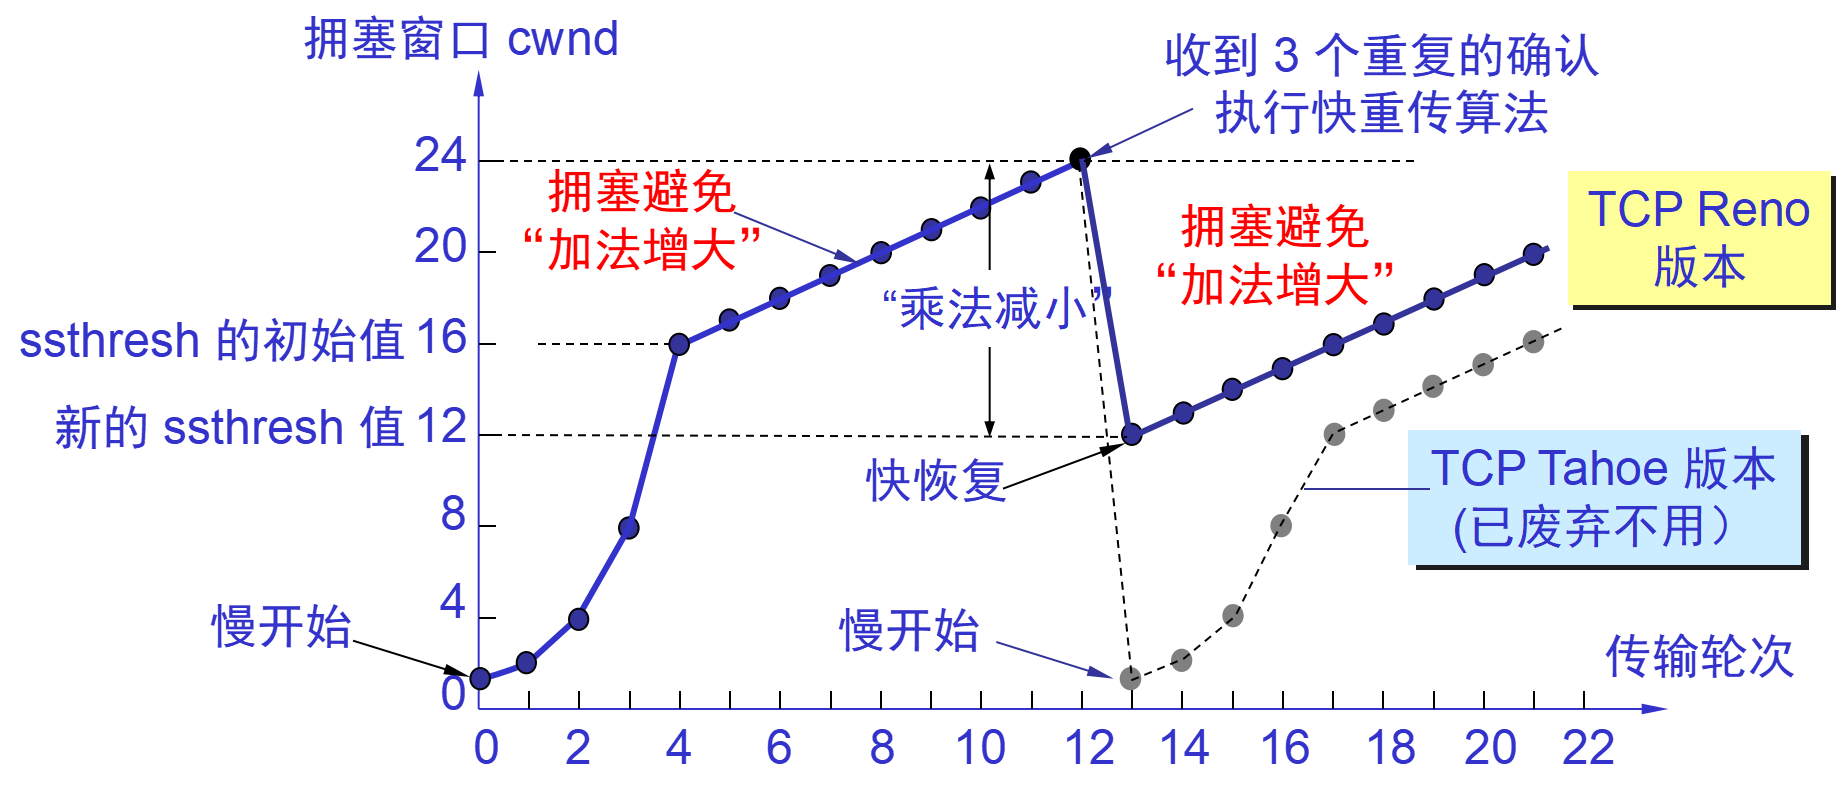 拥塞窗口 cwnd
收到 3 个重复的确认
执行快重传算法
24
拥塞避免
“加法增大”
拥塞避免
“加法增大”
TCP Reno
版本
20
“乘法减小”
ssthresh 的初始值 16
新的 ssthresh 值 12
快恢复
TCP Tahoe 版本
(已废弃不用）
8
4
慢开始
慢开始
传输轮次
0
0 2 4 6 8 10 12 14 16 18 20 22